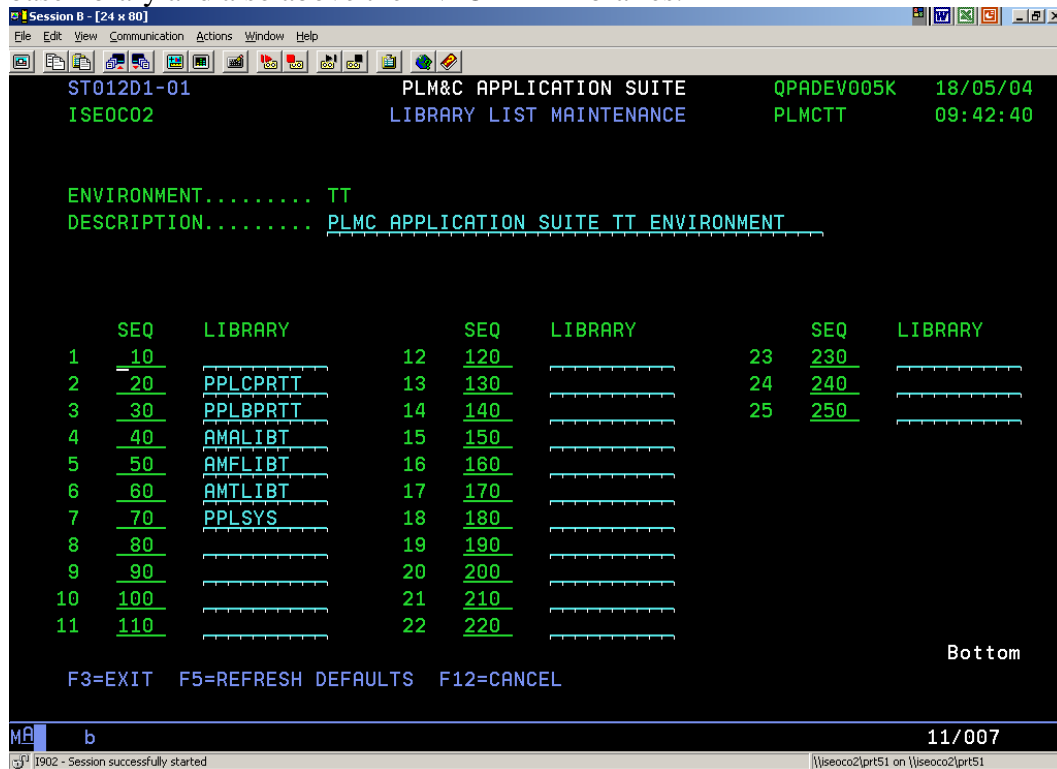 Session B - [24 x 80]
File Edit View Communication Actions Window Help
ST012D1-01 PLM&C APPLICATION SUITE QPADEV005K 18/05/04
ISEOCO2 LIBRARY LIST MAINTENANCE PLMCTT 09:42:40
ENVIRONMENT......... TT
DESCRIPTION......... PLMC APPLICATION SUITE TT ENVIRONMENT
SEQ LIBRARY SEQ LIBRARY SEQ LIBRARY
1 10 12 120 23 230
2 20 PPLCPRTT 13 130 24 240
3 30 PPLBPRTT 14 140 25 250
4 40 AMALIBT 15 150
5 50 AMFLIBT 16 160
6 60 AMTLIBT 17 170
7 70 PPLSYS 18 180
8 80 19 190
9 90 20 200
10 100 21 210
11 110 22 220
Bottom
F3=EXIT F5=REFRESH DEFAULTS F12=CANCEL
MA b 11/007
I902 - Session successfully started \\iseoco2\prt51 on \\iseoco2\prt51